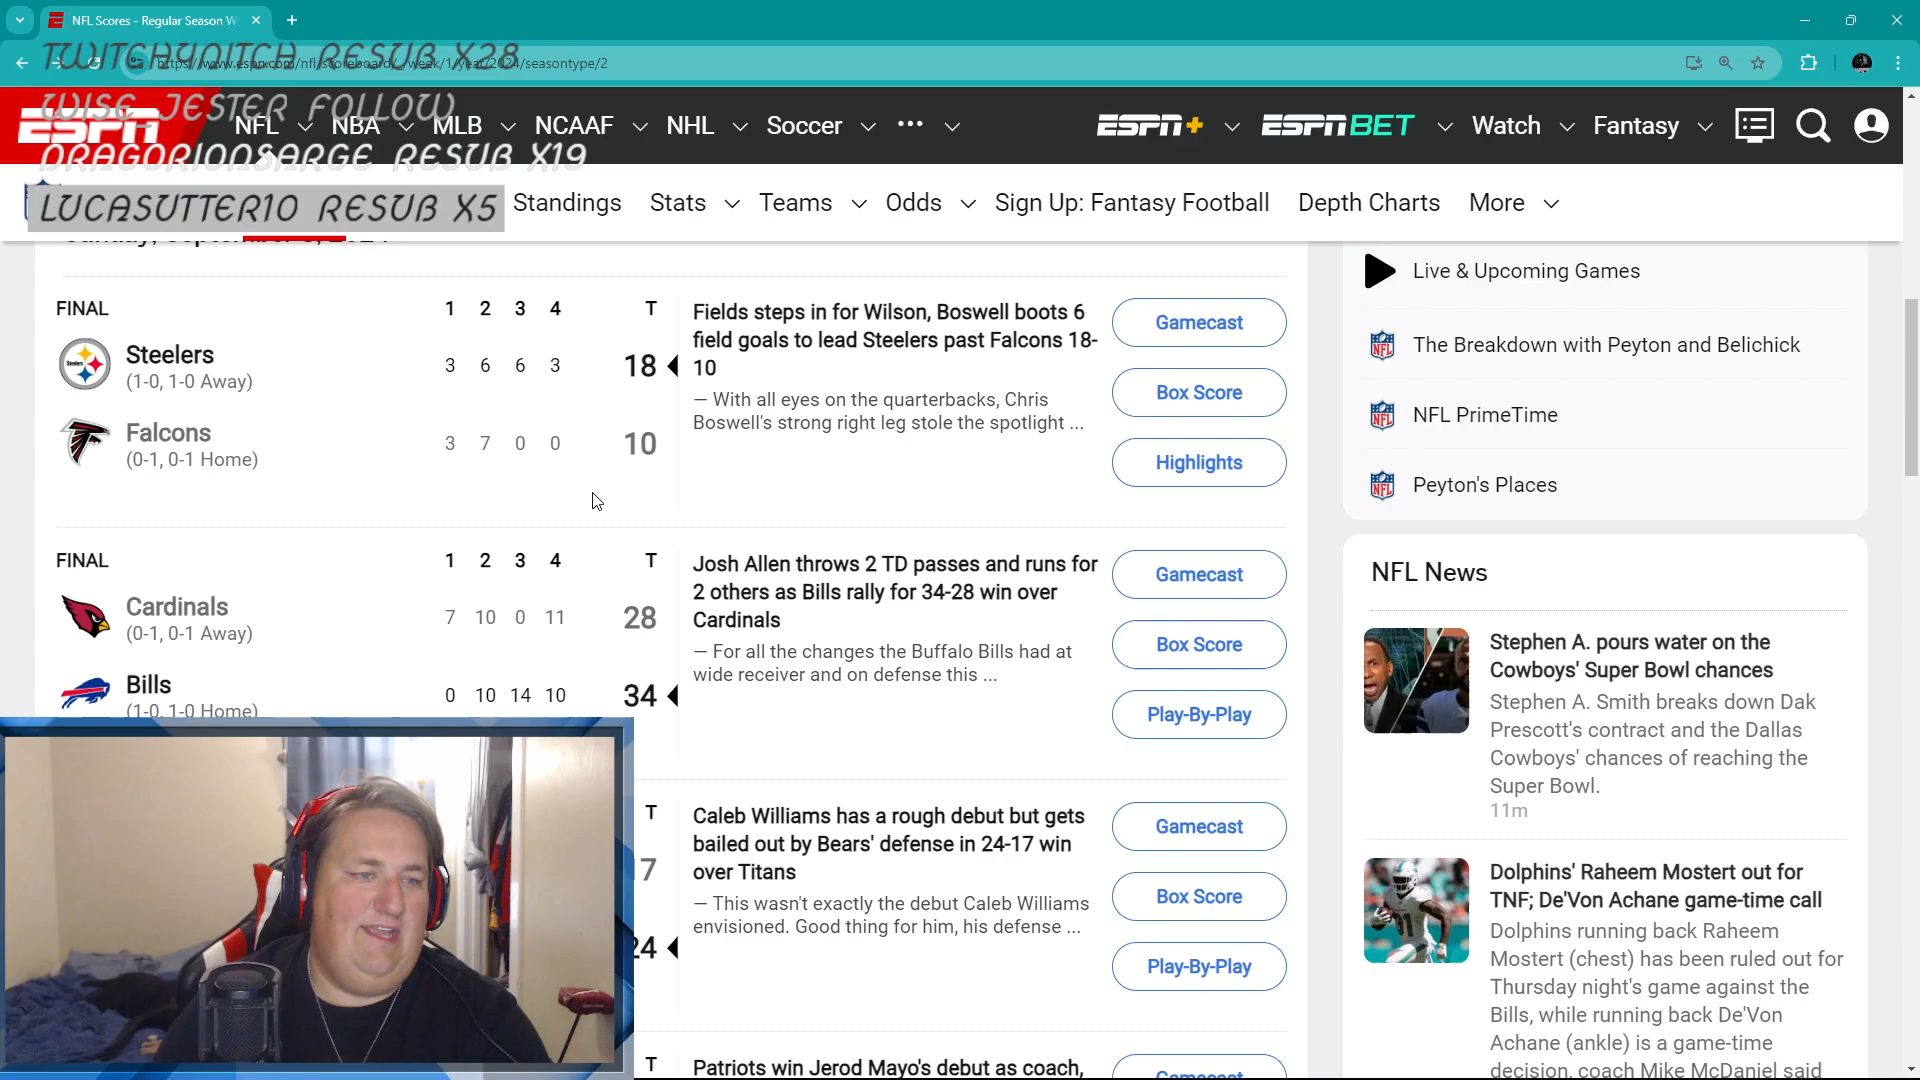 NFL Scores - Regular Season W
TWITCHYNITCH RESUB X28
https://www.espn.com/nfl/scoreboard/_/week/1/year/2024/seasontype/2
WISE_JESTER FOLLOW
ESPN NFL NBA MLB NCAAF NHL Soccer ••• ESPN+ ESPN BET Watch Fantasy
DRAGORIONSARGE RESUB X19
LUCASUTTER10 RESUB X5
Standings Stats Teams Odds Sign Up: Fantasy Football Depth Charts More
FINAL 1 2 3 4 T
Steelers
(1-0, 1-0 Away)
3 6 6 3 18
Falcons
(0-1, 0-1 Home)
3 7 0 0 10
Fields steps in for Wilson, Boswell boots 6
field goals to lead Steelers past Falcons 18-
10
— With all eyes on the quarterbacks, Chris
Boswell's strong right leg stole the spotlight ...
Gamecast
Box Score
Highlights
FINAL 1 2 3 4 T
Cardinals
(0-1, 0-1 Away)
7 10 0 11 28
Bills
(1-0, 1-0 Home)
0 10 14 10 34
Josh Allen throws 2 TD passes and runs for
2 others as Bills rally for 34-28 win over
Cardinals
— For all the changes the Buffalo Bills had at
wide receiver and on defense this ...
Gamecast
Box Score
Play-By-Play
T
17
24
Caleb Williams has a rough debut but gets
bailed out by Bears' defense in 24-17 win
over Titans
— This wasn't exactly the debut Caleb Williams
envisioned. Good thing for him, his defense ...
Gamecast
Box Score
Play-By-Play
T
Patriots win Jerod Mayo's debut as coach,
Gamecast
Live & Upcoming Games
The Breakdown with Peyton and Belichick
NFL PrimeTime
Peyton's Places
NFL News
Stephen A. pours water on the
Cowboys' Super Bowl chances
Stephen A. Smith breaks down Dak
Prescott's contract and the Dallas
Cowboys' chances of reaching the
Super Bowl.
11m
Dolphins' Raheem Mostert out for
TNF; De'Von Achane game-time call
Dolphins running back Raheem
Mostert (chest) has been ruled out for
Thursday night's game against the
Bills, while running back De'Von
Achane (ankle) is a game-time
decision, coach Mike McDaniel said